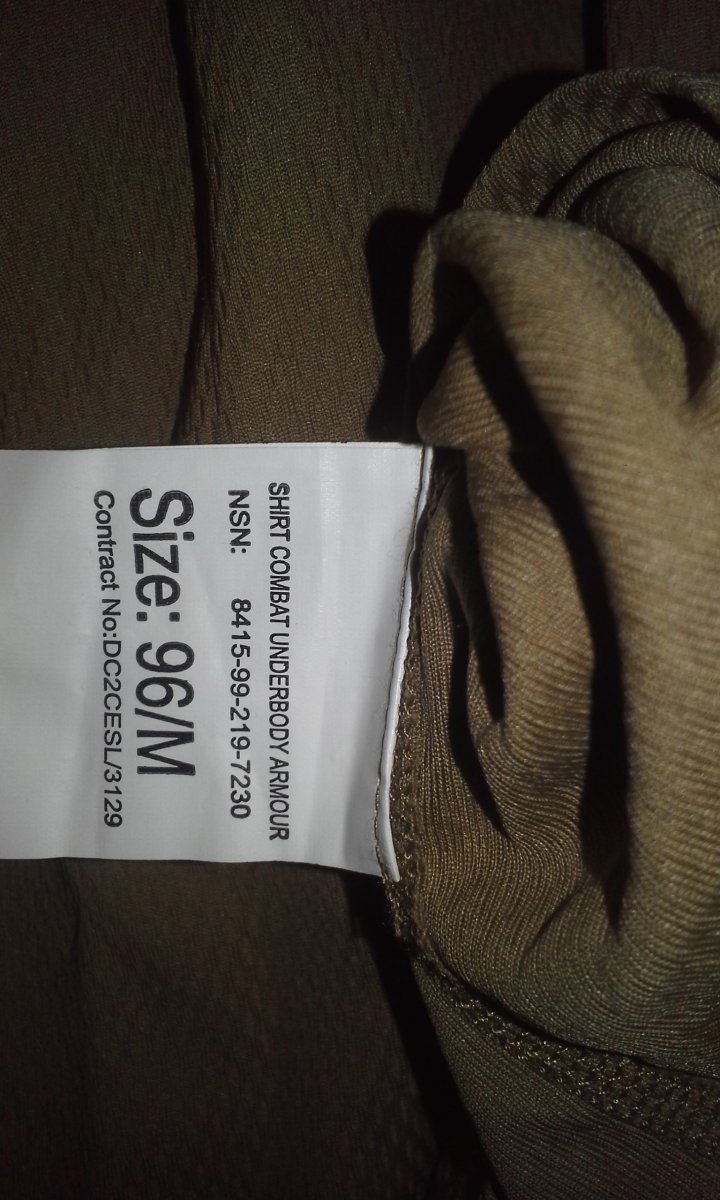 SHIRT COMBAT UNDERBODY ARMOUR
NSN: 8415-99-219-7230
Size: 96/M
Contract No:DC2CESL/3129